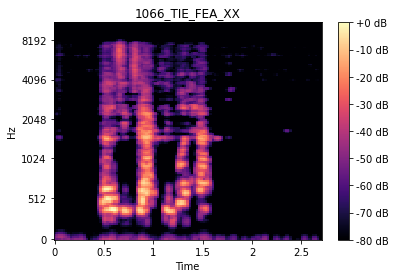 1066_TIE_FEA_XX
+0 dB
8192
-10 dB
4096
-20 dB
-30 dB
2048
Hz
-40 dB
1024
-50 dB
512
-60 dB
-70 dB
0
-80 dB
0 0.5 1 1.5 2 2.5
Time